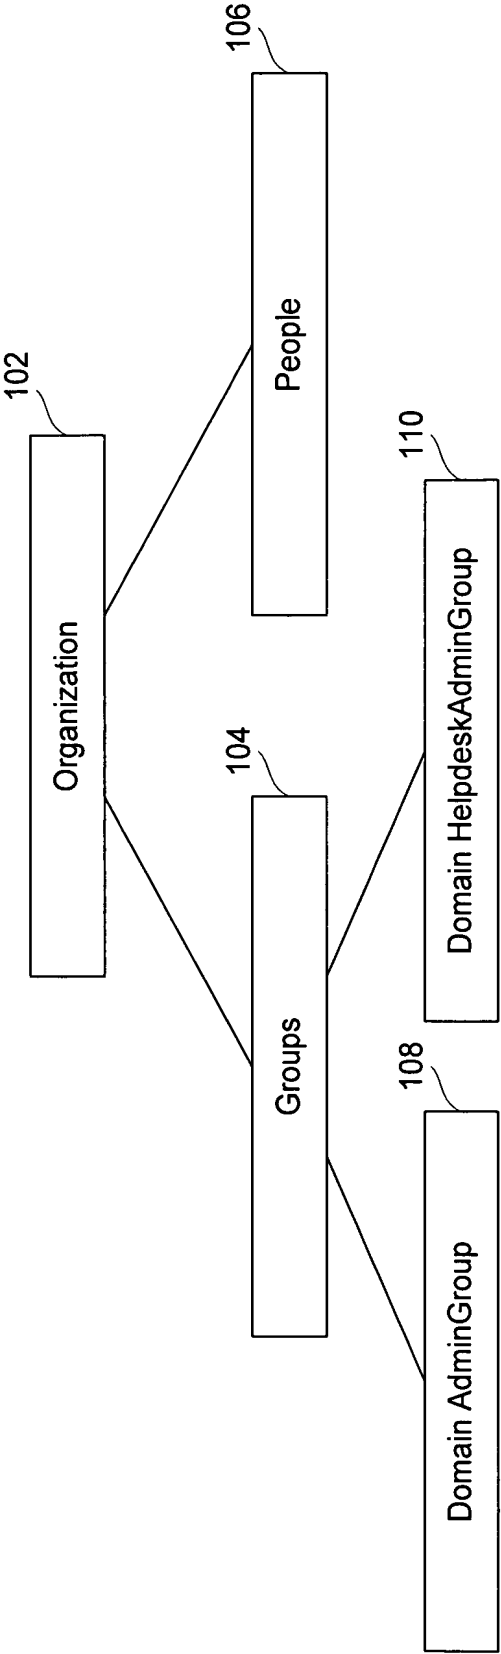 102
Organization
104
Groups
106
People
108
Domain AdminGroup
110
Domain HelpdeskAdminGroup